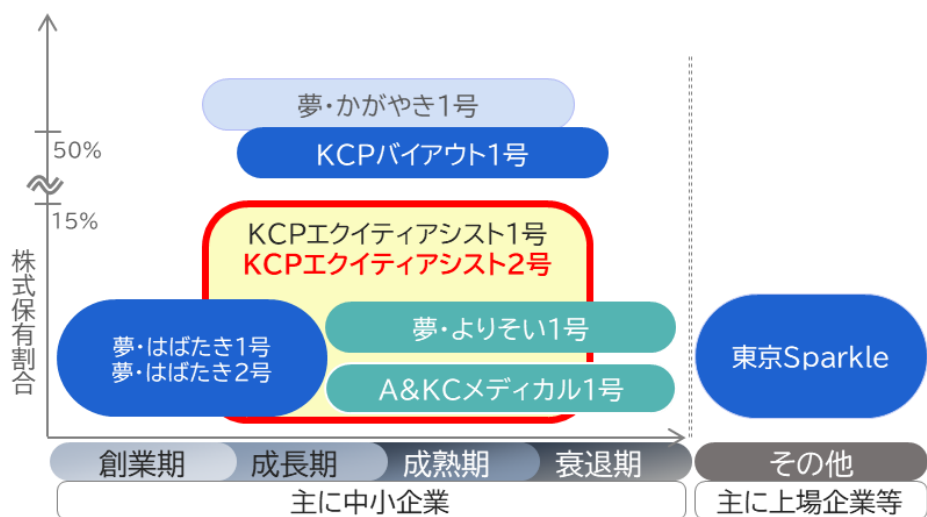 夢・かがやき1号
50%
KCPバイアウト1号
15%
KCPエクイティアシスト1号
KCPエクイティアシスト2号
株式保有割合
夢・はばたき1号
夢・はばたき2号
夢・よりそい1号
A&KCメディカル1号
東京Sparkle
創業期
成長期
成熟期
衰退期
その他
主に中小企業
主に上場企業等